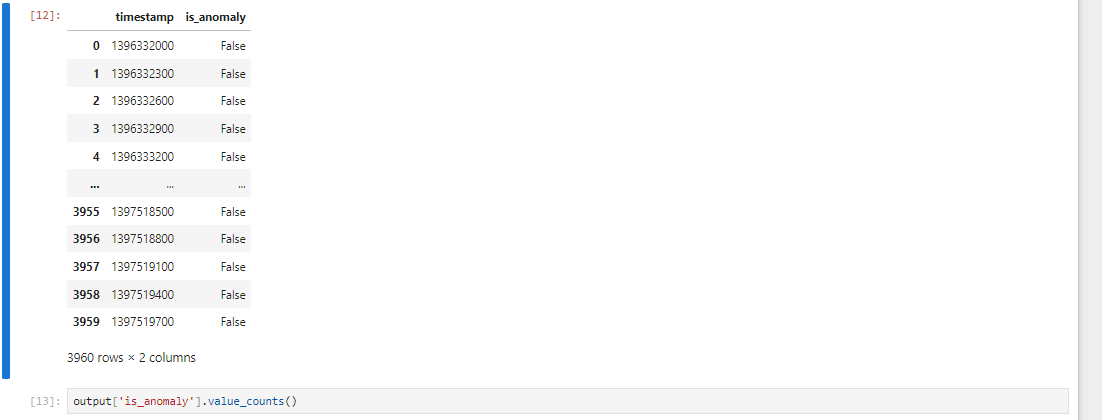 [12]: timestamp is_anomaly
0 1396332000 False
1 1396332300 False
2 1396332600 False
3 1396332900 False
4 1396333200 False
... ... ...
3955 1397518500 False
3956 1397518800 False
3957 1397519100 False
3958 1397519400 False
3959 1397519700 False
3960 rows × 2 columns
[13]: output['is_anomaly'].value_counts()